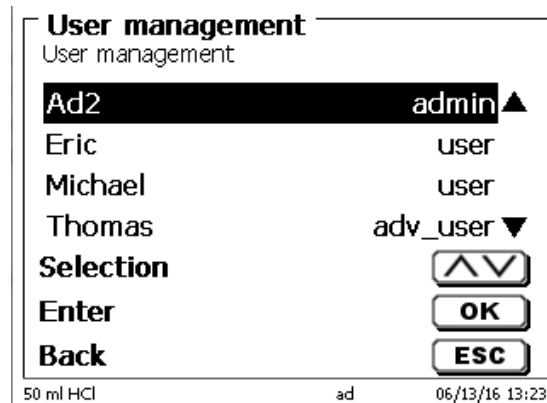 User management
User management
Ad2 admin
Eric user
Michael user
Thomas adv_user
Selection
Enter OK
Back ESC
50 ml HCl ad 06/13/16 13:23